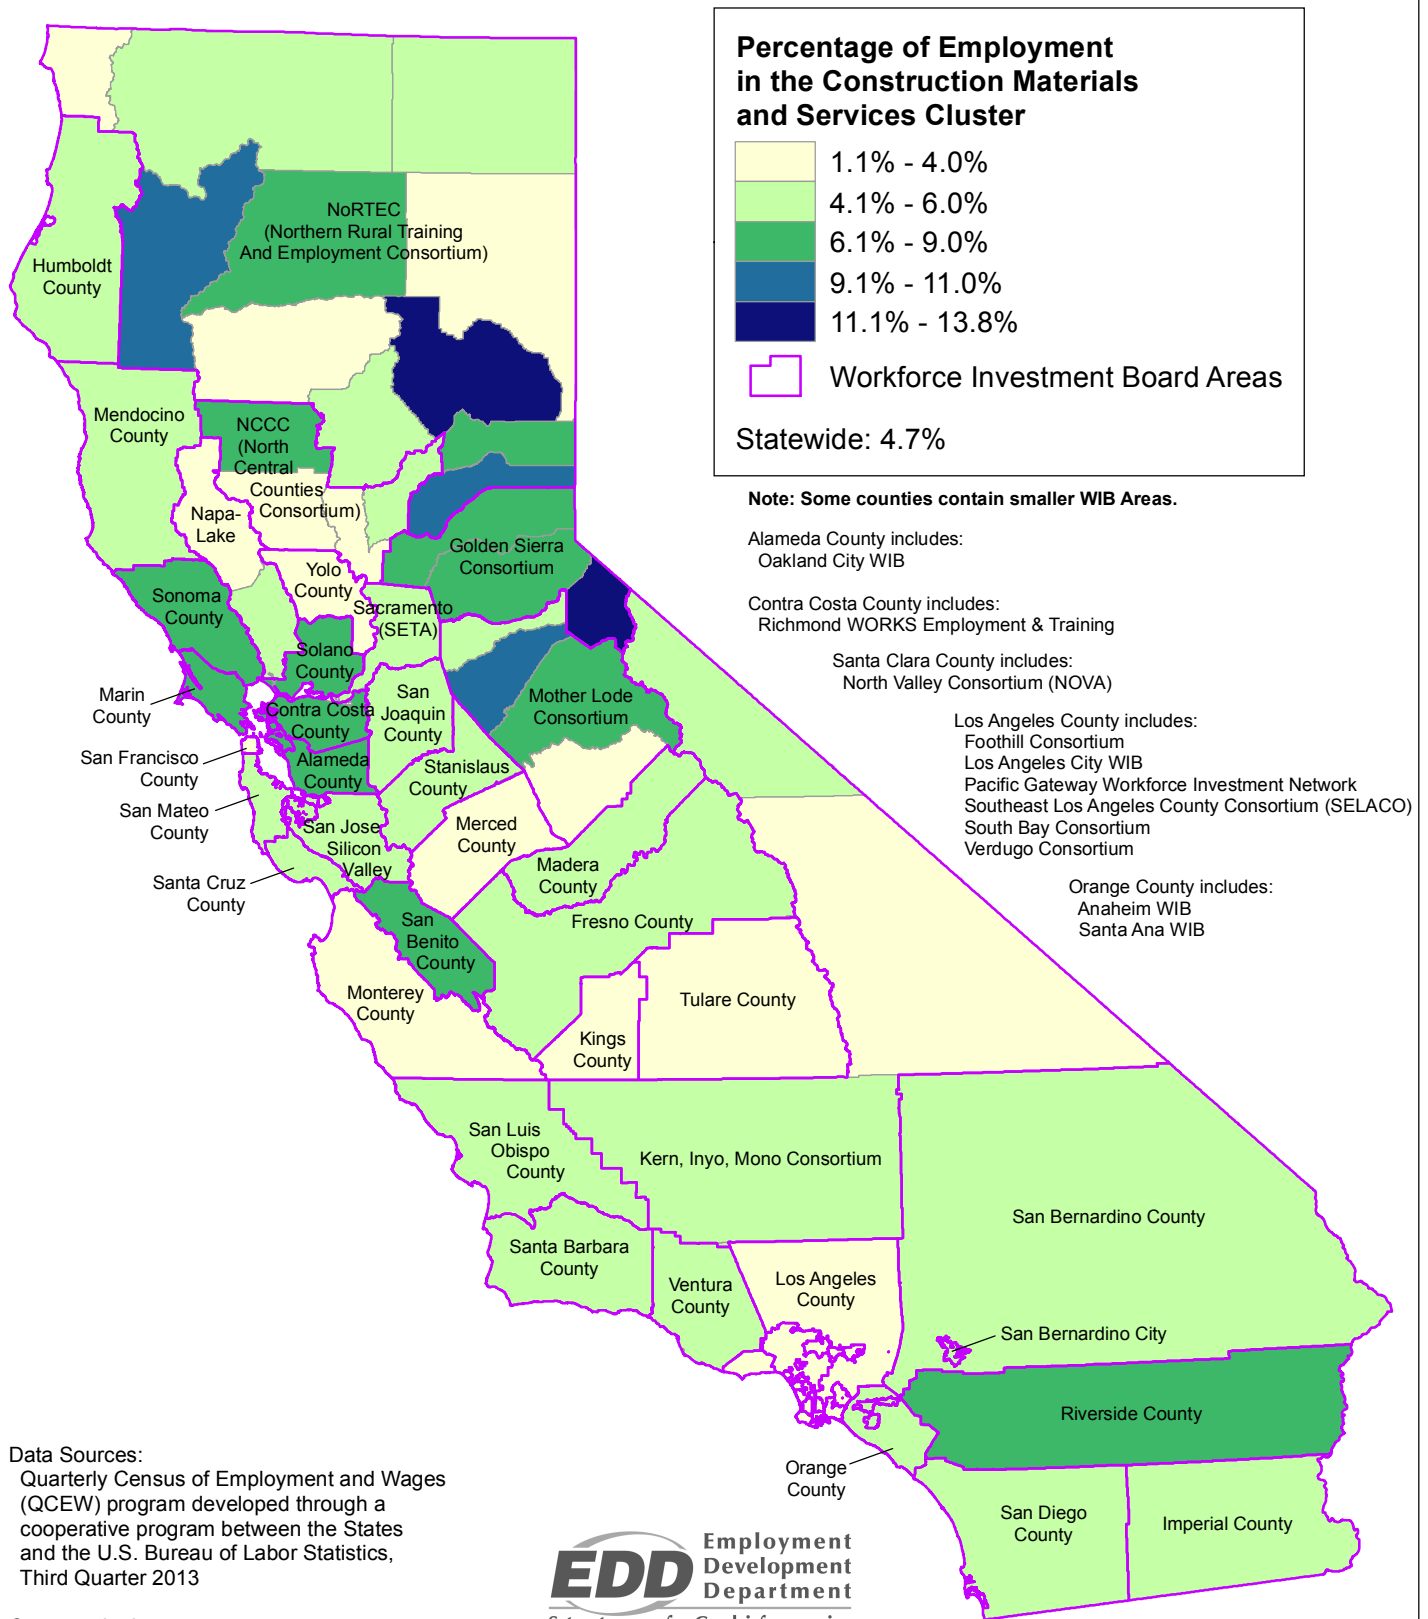 Percentage of Employment
in the Construction Materials
and Services Cluster
1.1% - 4.0%
4.1% - 6.0%
6.1% - 9.0%
9.1% - 11.0%
11.1% - 13.8%
Workforce Investment Board Areas
Statewide: 4.7%
Note: Some counties contain smaller WIB Areas.
Alameda County includes:
Oakland City WIB
Contra Costa County includes:
Richmond WORKS Employment & Training
Santa Clara County includes:
North Valley Consortium (NOVA)
Los Angeles County includes:
Foothill Consortium
Los Angeles City WIB
Pacific Gateway Workforce Investment Network
Southeast Los Angeles County Consortium (SELACO)
South Bay Consortium
Verdugo Consortium
Orange County includes:
Anaheim WIB
Santa Ana WIB
NoRTEC
(Northern Rural Training
And Employment Consortium)
Humboldt
County
Mendocino
County
NCCC
(North
Central
Counties
Consortium)
Napa-
Lake
Golden Sierra
Consortium
Yolo
County
Sonoma
County
Sacramento
(SETA)
Solano
County
Marin
County
Contra Costa
County
San
Joaquin
County
Mother Lode
Consortium
San Francisco
County
Alameda
County
Stanislaus
County
San Mateo
County
San Jose
Silicon
Valley
Merced
County
Santa Cruz
County
Madera
County
San
Benito
County
Fresno County
Monterey
County
Tulare County
Kings
County
San Luis
Obispo
County
Kern, Inyo, Mono Consortium
San Bernardino County
Santa Barbara
County
Ventura
County
Los Angeles
County
San Bernardino City
Riverside County
Orange
County
San Diego
County
Imperial County
Data Sources:
Quarterly Census of Employment and Wages
(QCEW) program developed through a
cooperative program between the States
and the U.S. Bureau of Labor Statistics,
Third Quarter 2013
EDD
Employment
Development
Department